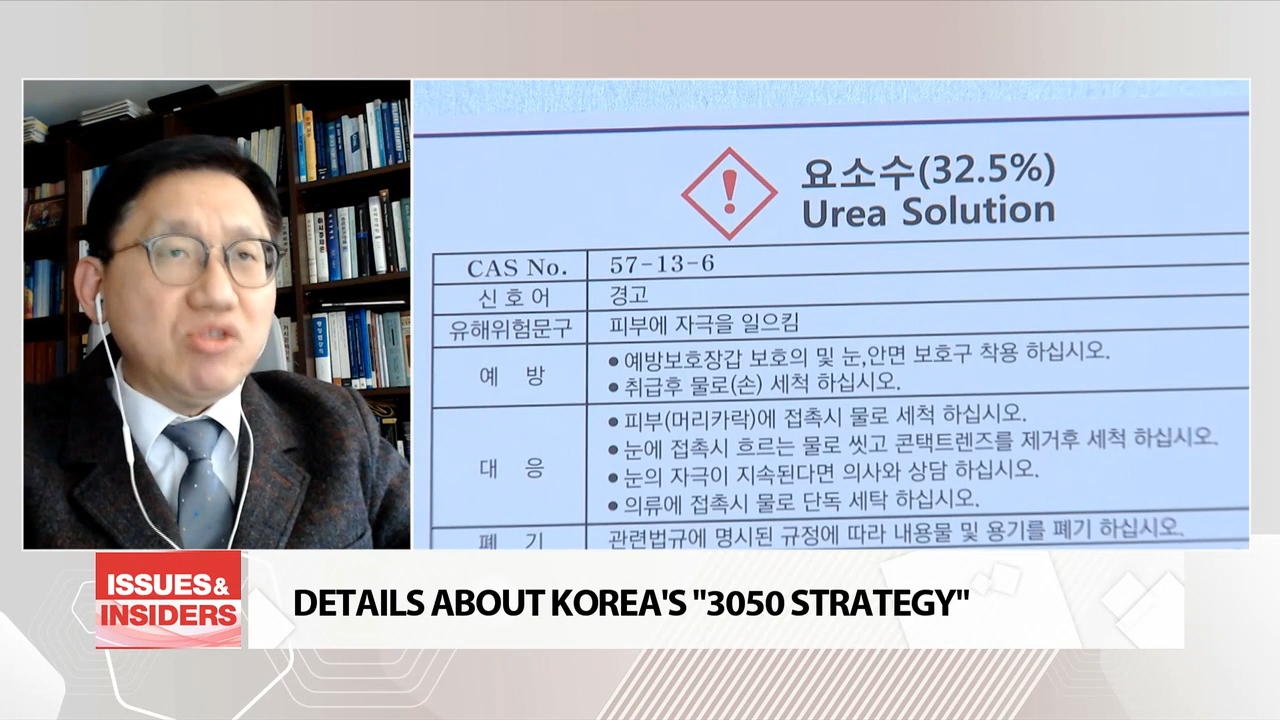 요소수(32.5%)
Urea Solution
CAS No. 57-13-6
신호어 경고
유해위험문구 피부에 자극을 일으킴
예 방
● 예방보호장갑 보호의 및 눈,안면 보호구 착용 하십시오.
● 취급후 물로(손) 세척 하십시오.
대 응
● 피부(머리카락)에 접촉시 물로 세척 하십시오.
● 눈에 접촉시 흐르는 물로 씻고 콘택트렌즈를 제거후 세척 하십시오.
● 눈의 자극이 지속된다면 의사와 상담 하십시오.
● 의류에 접촉시 물로 단독 세탁 하십시오.
폐 기 관련법규에 명시된 규정에 따라 내용물 및 용기를 폐기 하십시오.
ISSUES&
INSIDERS
DETAILS ABOUT KOREA'S "3050 STRATEGY"